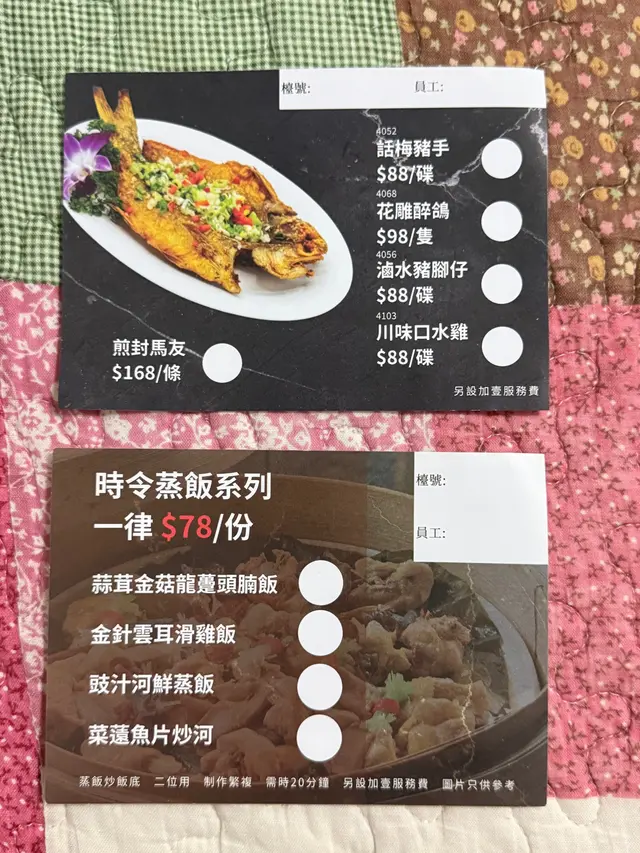 檯號: 員工:
4052
話梅豬手
$88/碟
4068
花雕醉鴿
$98/隻
4056
滷水豬腳仔
$88/碟
4103
川味口水雞
$88/碟
煎封馬友
$168/條
另設加壹服務費
時令蒸飯系列
一律 $78/份
檯號:
員工:
蒜茸金菇龍躉頭腩飯
金針雲耳滑雞飯
豉汁河鮮蒸飯
菜薳魚片炒河
蒸飯炒飯底 二位用 制作繁複 需時20分鐘 另設加壹服務費 圖片只供參考